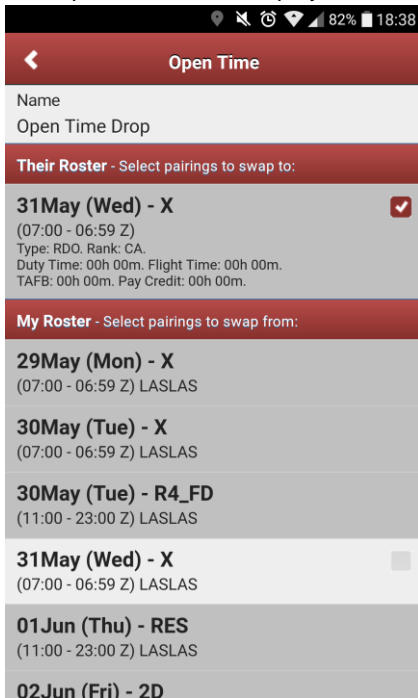 82% 18:38
Open Time
Name
Open Time Drop
Their Roster - Select pairings to swap to:
31May (Wed) - X
(07:00 - 06:59 Z)
Type: RDO. Rank: CA.
Duty Time: 00h 00m. Flight Time: 00h 00m.
TAFB: 00h 00m. Pay Credit: 00h 00m.
My Roster - Select pairings to swap from:
29May (Mon) - X
(07:00 - 06:59 Z) LASLAS
30May (Tue) - X
(07:00 - 06:59 Z) LASLAS
30May (Tue) - R4_FD
(11:00 - 23:00 Z) LASLAS
31May (Wed) - X
(07:00 - 06:59 Z) LASLAS
01Jun (Thu) - RES
(11:00 - 23:00 Z) LASLAS
02Jun (Fri) - 2D